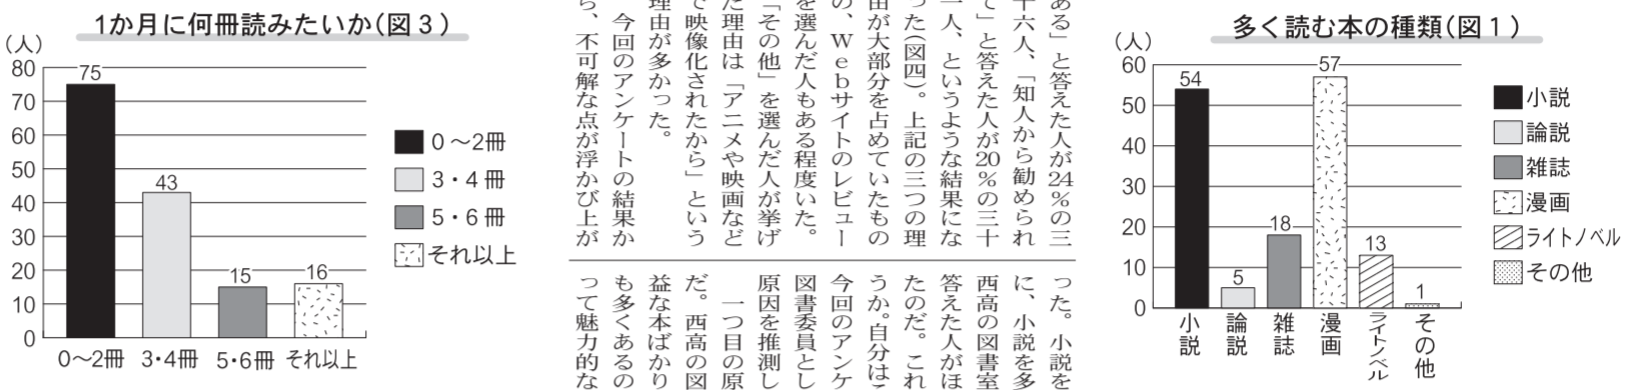 多く読む本の種類(図1)
(人)
60
50
40
30
20
10
0
54
5
18
57
13
1
小説
論説
雑誌
漫画
ライトノベル
その他
小説
論説
雑誌
漫画
ライトノベル
その他
ある」と答えた人が24%の三
十六人、「知人から勧められ
て」と答えた人が20%の三十
一人、というような結果にな
った(図四)。上記の三つの理
由が大部分を占めていたもの
の、Webサイトのレビュー
を選んだ人もある程度いた。
「その他」を選んだ人が挙げ
た理由は「アニメや映画など
で映像化されたから」という
理由が多かった。
今回のアンケートの結果か
ら、不可解な点が浮かび上が
った。小説を
に、小説を多
西高の図書室
答えた人がほ
たのだ。これ
うか。自分は
今回のアンケ
図書委員とし
原因を推測し
一つ目の原
だ。西高の図
益な本ばかり
も多くあるの
って魅力的な
1か月に何冊読みたいか(図3)
(人)
80
70
60
50
40
30
20
10
0
75
43
15
16
0〜2冊
3・4冊
5・6冊
それ以上
0〜2冊
3・4冊
5・6冊
それ以上